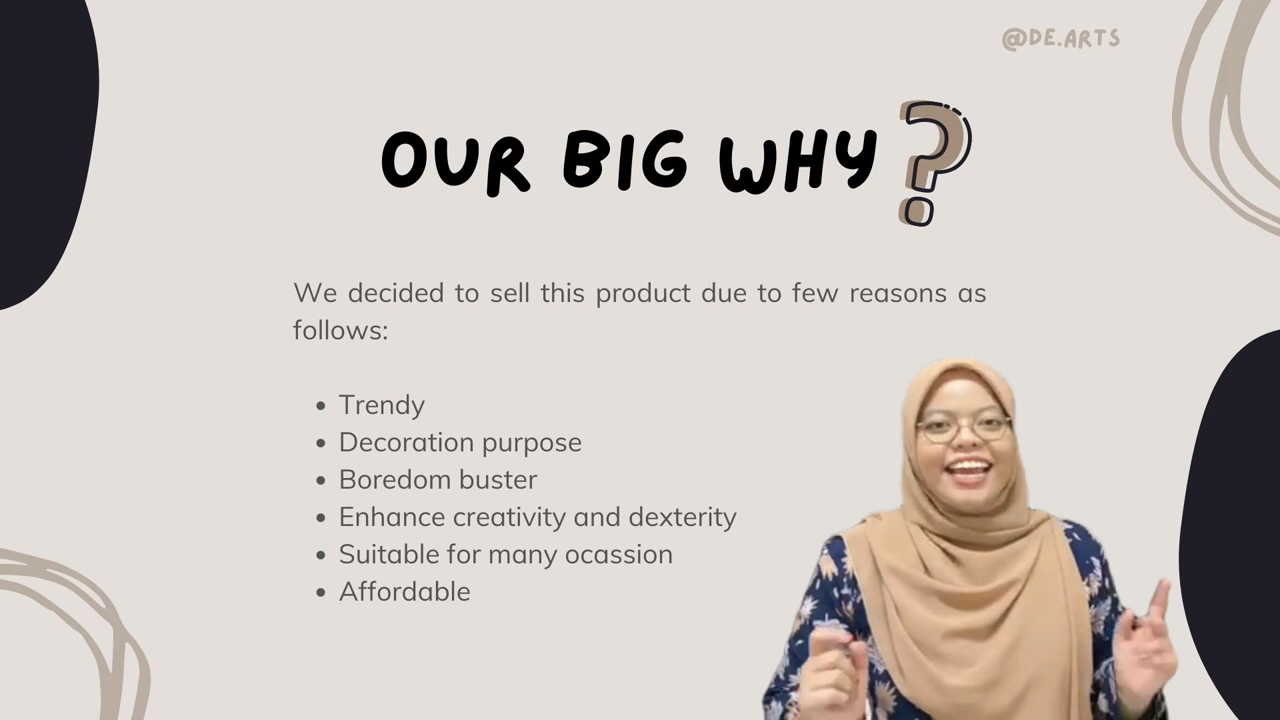 @DE.ARTS
OUR BIG WHY?
We decided to sell this product due to few reasons as
follows:
• Trendy
• Decoration purpose
• Boredom buster
• Enhance creativity and dexterity
• Suitable for many ocassion
• Affordable